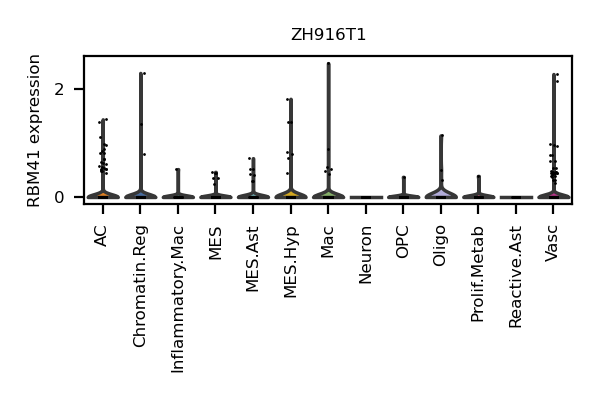 ZH916T1
RBM41 expression
2
0
AC
Chromatin.Reg
Inflammatory.Mac
MES
MES.Ast
MES.Hyp
Mac
Neuron
OPC
Oligo
Prolif.Metab
Reactive.Ast
Vasc